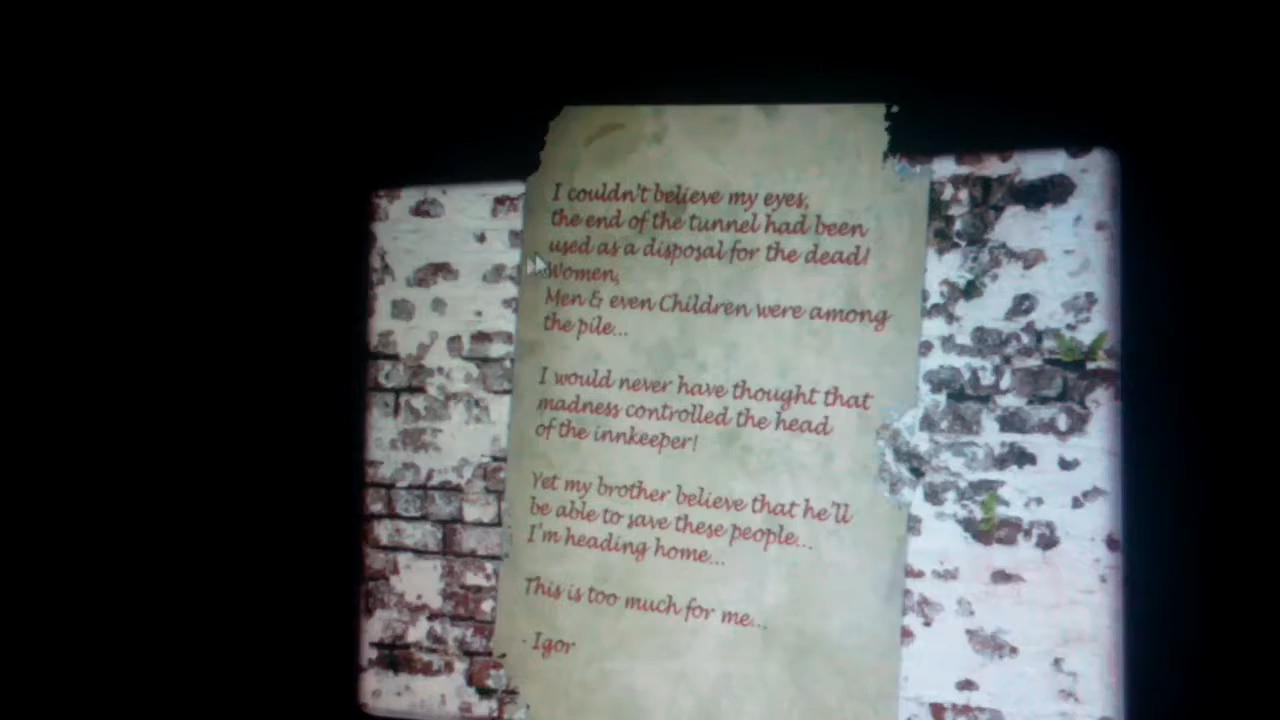 I couldn't believe my eyes,
the end of the tunnel had been
used as a disposal for the dead!
Women,
Men & even Children were among
the pile...
I would never have thought that
madness controlled the head
of the innkeeper!
Yet my brother believe that he'll
be able to save these people...
I'm heading home...
This is too much for me...
- Igor